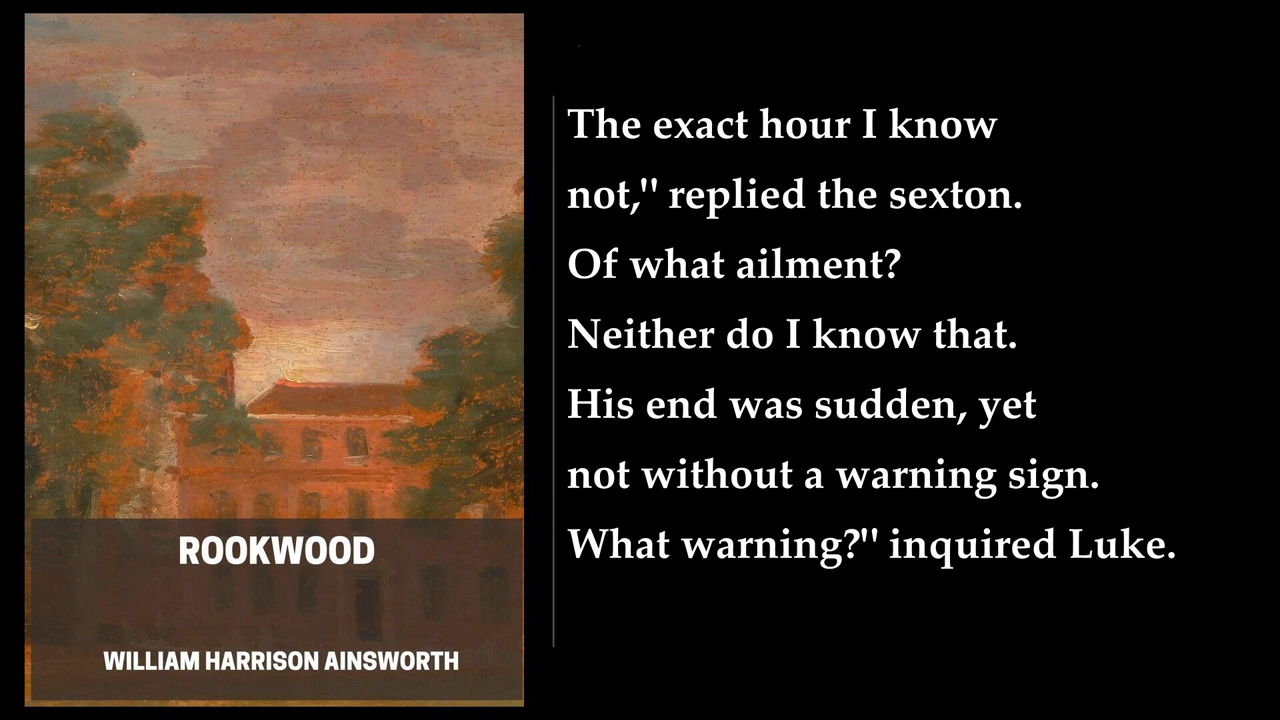 ROOKWOOD
WILLIAM HARRISON AINSWORTH
The exact hour I know
not," replied the sexton.
Of what ailment?
Neither do I know that.
His end was sudden, yet
not without a warning sign.
What warning?" inquired Luke.